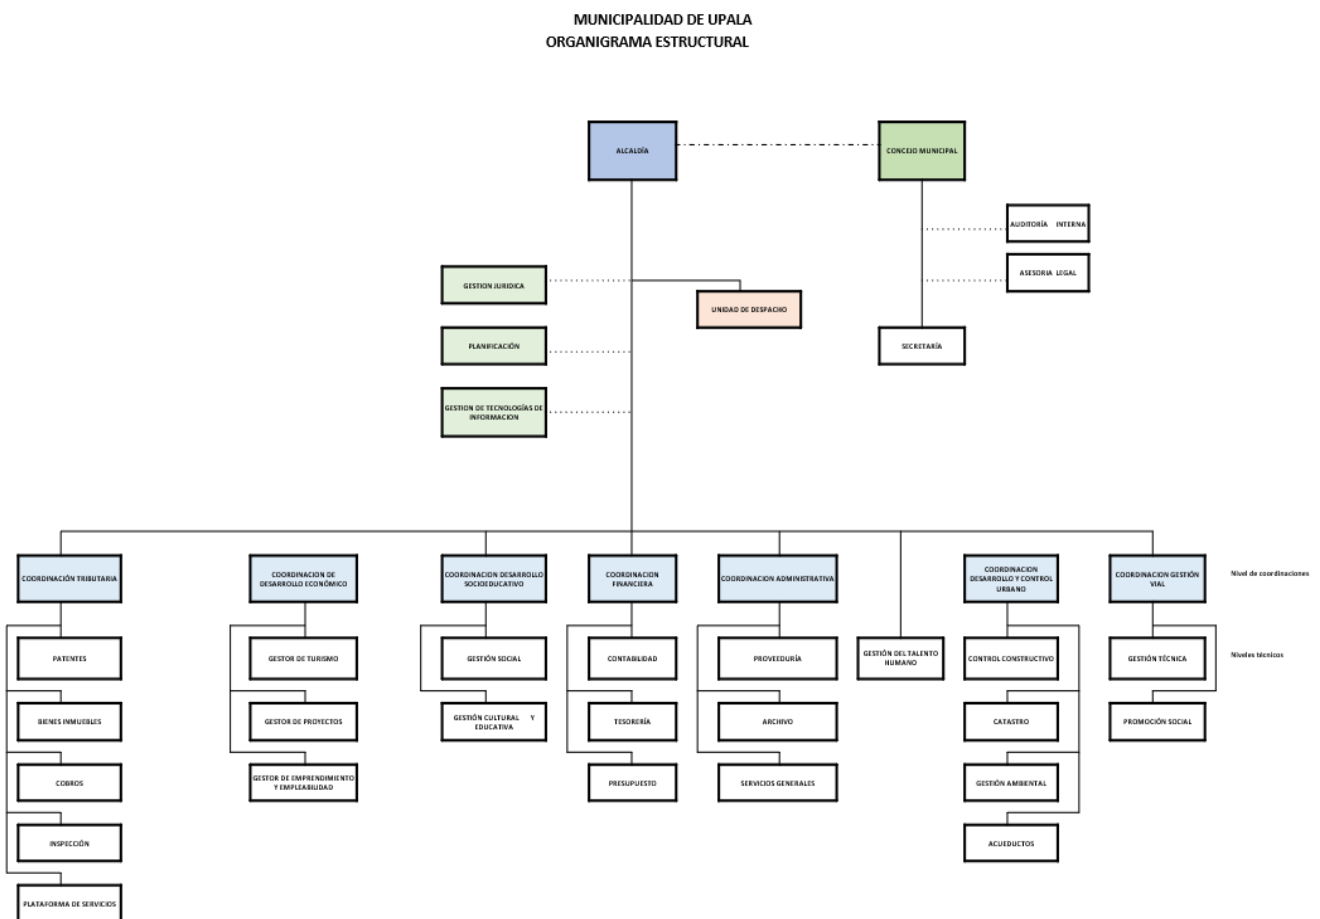 MUNICIPALIDAD DE UPALA
ORGANIGRAMA ESTRUCTURAL
ALCALDÍA
CONCEJO MUNICIPAL
AUDITORÍA INTERNA
ASESORIA LEGAL
GESTION JURIDICA
UNIDAD DE DESPACHO
PLANIFICACIÓN
SECRETARÍA
GESTION DE TECNOLOGÍAS DE
INFORMACION
COORDINACIÓN TRIBUTARIA
COORDINACION DE
DESARROLLO ECONÓMICO
COORDINACION DESARROLLO
SOCIOEDUCATIVO
COORDINACION
FINANCIERA
COORDINACION ADMINISTRATIVA
COORDINACION
DESARROLLO Y CONTROL
URBANO
COORDINACION GESTIÓN
VIAL
Nivel de coordinaciones
PATENTES
GESTOR DE TURISMO
GESTIÓN SOCIAL
CONTABILIDAD
PROVEEDURÍA
GESTIÓN DEL TALENTO
HUMANO
CONTROL CONSTRUCTIVO
GESTIÓN TÉCNICA
Niveles técnicos
BIENES INMUEBLES
GESTOR DE PROYECTOS
GESTIÓN CULTURAL Y
EDUCATIVA
TESORERÍA
ARCHIVO
CATASTRO
PROMOCIÓN SOCIAL
COBROS
GESTOR DE EMPRENDIMIENTO
Y EMPLEABILIDAD
PRESUPUESTO
SERVICIOS GENERALES
GESTIÓN AMBIENTAL
INSPECCIÓN
ACUEDUCTOS
PLATAFORMA DE SERVICIOS